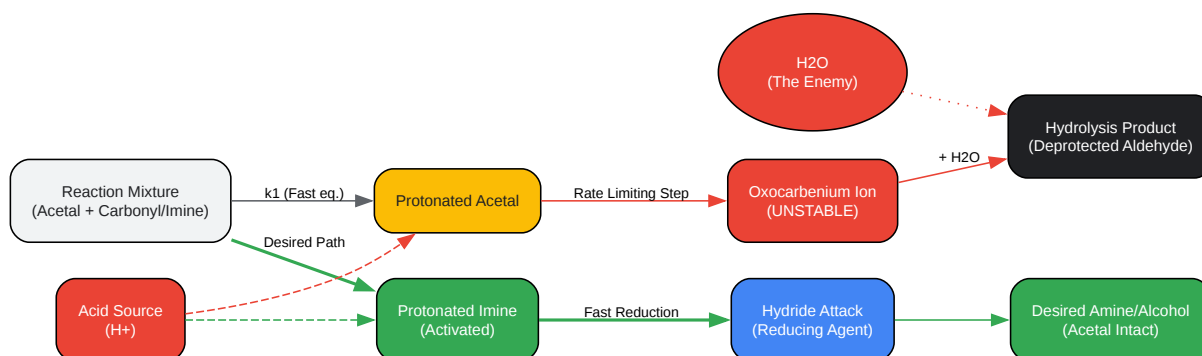 H2O
(The Enemy)
Hydrolysis Product
(Deprotected Aldehyde)
+ H2O
Reaction Mixture
(Acetal + Carbonyl/Imine)
k1 (Fast eq.)
Protonated Acetal
Rate Limiting Step
Oxocarbenium Ion
(UNSTABLE)
Desired Path
Acid Source
(H+)
Protonated Imine
(Activated)
Fast Reduction
Hydride Attack
(Reducing Agent)
Desired Amine/Alcohol
(Acetal Intact)